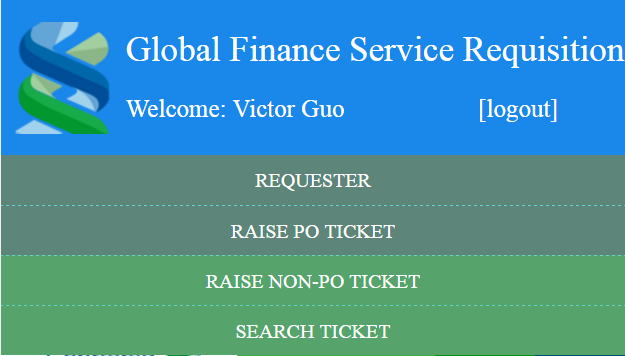 Global Finance Service Requisition
Welcome: Victor Guo [logout]
REQUESTER
RAISE PO TICKET
RAISE NON-PO TICKET
SEARCH TICKET